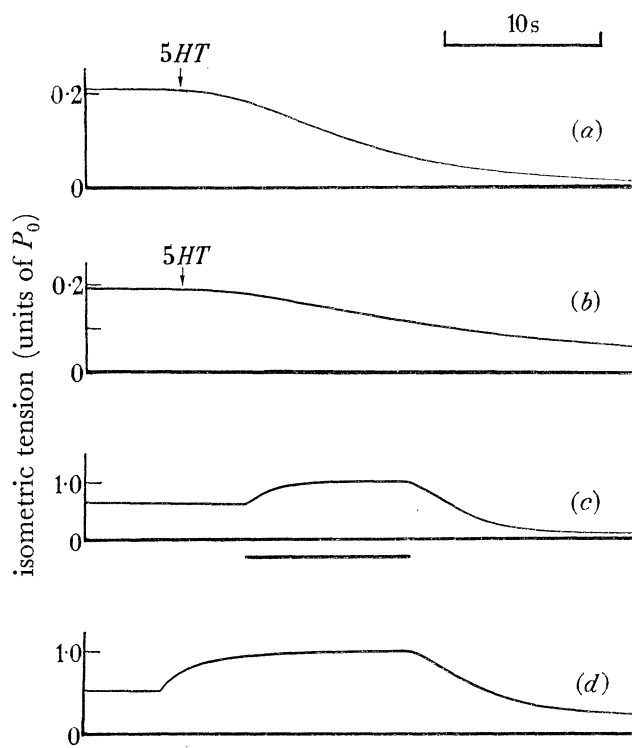 10 s
5HT
0·2
0
(a)
5HT
0·2
0
(b)
isometric tension (units of P₀)
1·0
0
(c)
1·0
0
(d)